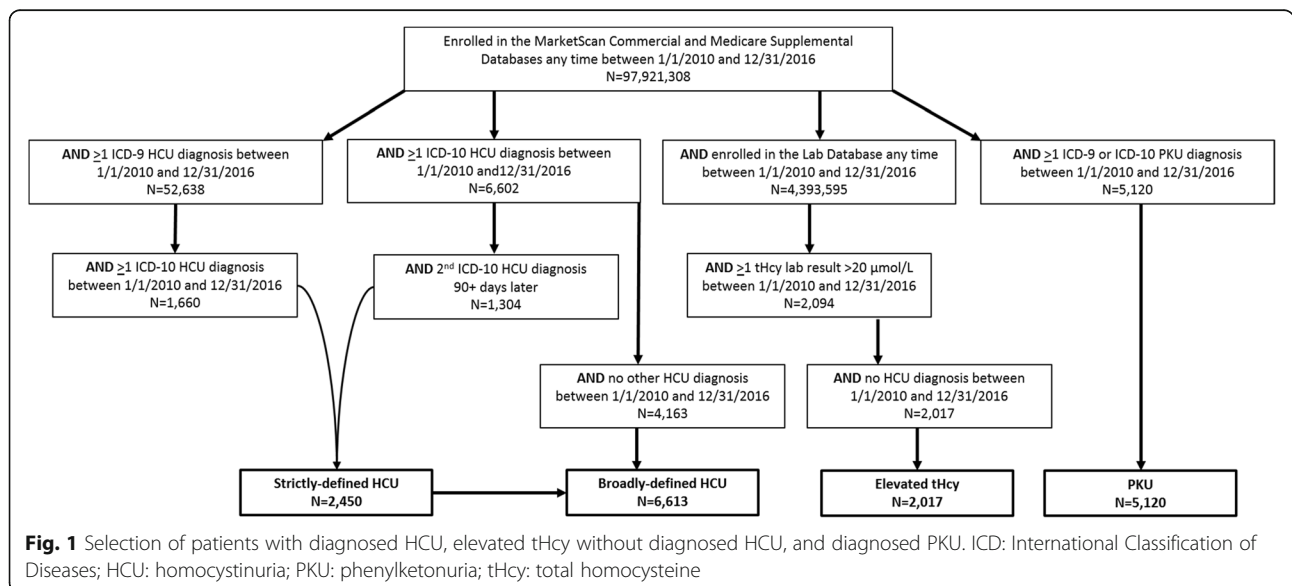 Enrolled in the MarketScan Commercial and Medicare Supplemental
Databases any time between 1/1/2010 and 12/31/2016
N=97,921,308
AND ≥1 ICD-9 HCU diagnosis between
1/1/2010 and 12/31/2016
N=52,638
AND ≥1 ICD-10 HCU diagnosis between
1/1/2010 and12/31/2016
N=6,602
AND enrolled in the Lab Database any time
between 1/1/2010 and 12/31/2016
N=4,393,595
AND ≥1 ICD-9 or ICD-10 PKU diagnosis
between 1/1/2010 and 12/31/2016
N=5,120
AND ≥1 ICD-10 HCU diagnosis
between 1/1/2010 and 12/31/2016
N=1,660
AND 2nd ICD-10 HCU diagnosis
90+ days later
N=1,304
AND ≥1 tHcy lab result >20 µmol/L
between 1/1/2010 and 12/31/2016
N=2,094
AND no other HCU diagnosis
between 1/1/2010 and 12/31/2016
N=4,163
AND no HCU diagnosis between
1/1/2010 and 12/31/2016
N=2,017
Strictly-defined HCU
N=2,450
Broadly-defined HCU
N=6,613
Elevated tHcy
N=2,017
PKU
N=5,120
Fig. 1 Selection of patients with diagnosed HCU, elevated tHcy without diagnosed HCU, and diagnosed PKU. ICD: International Classification of
Diseases; HCU: homocystinuria; PKU: phenylketonuria; tHcy: total homocysteine